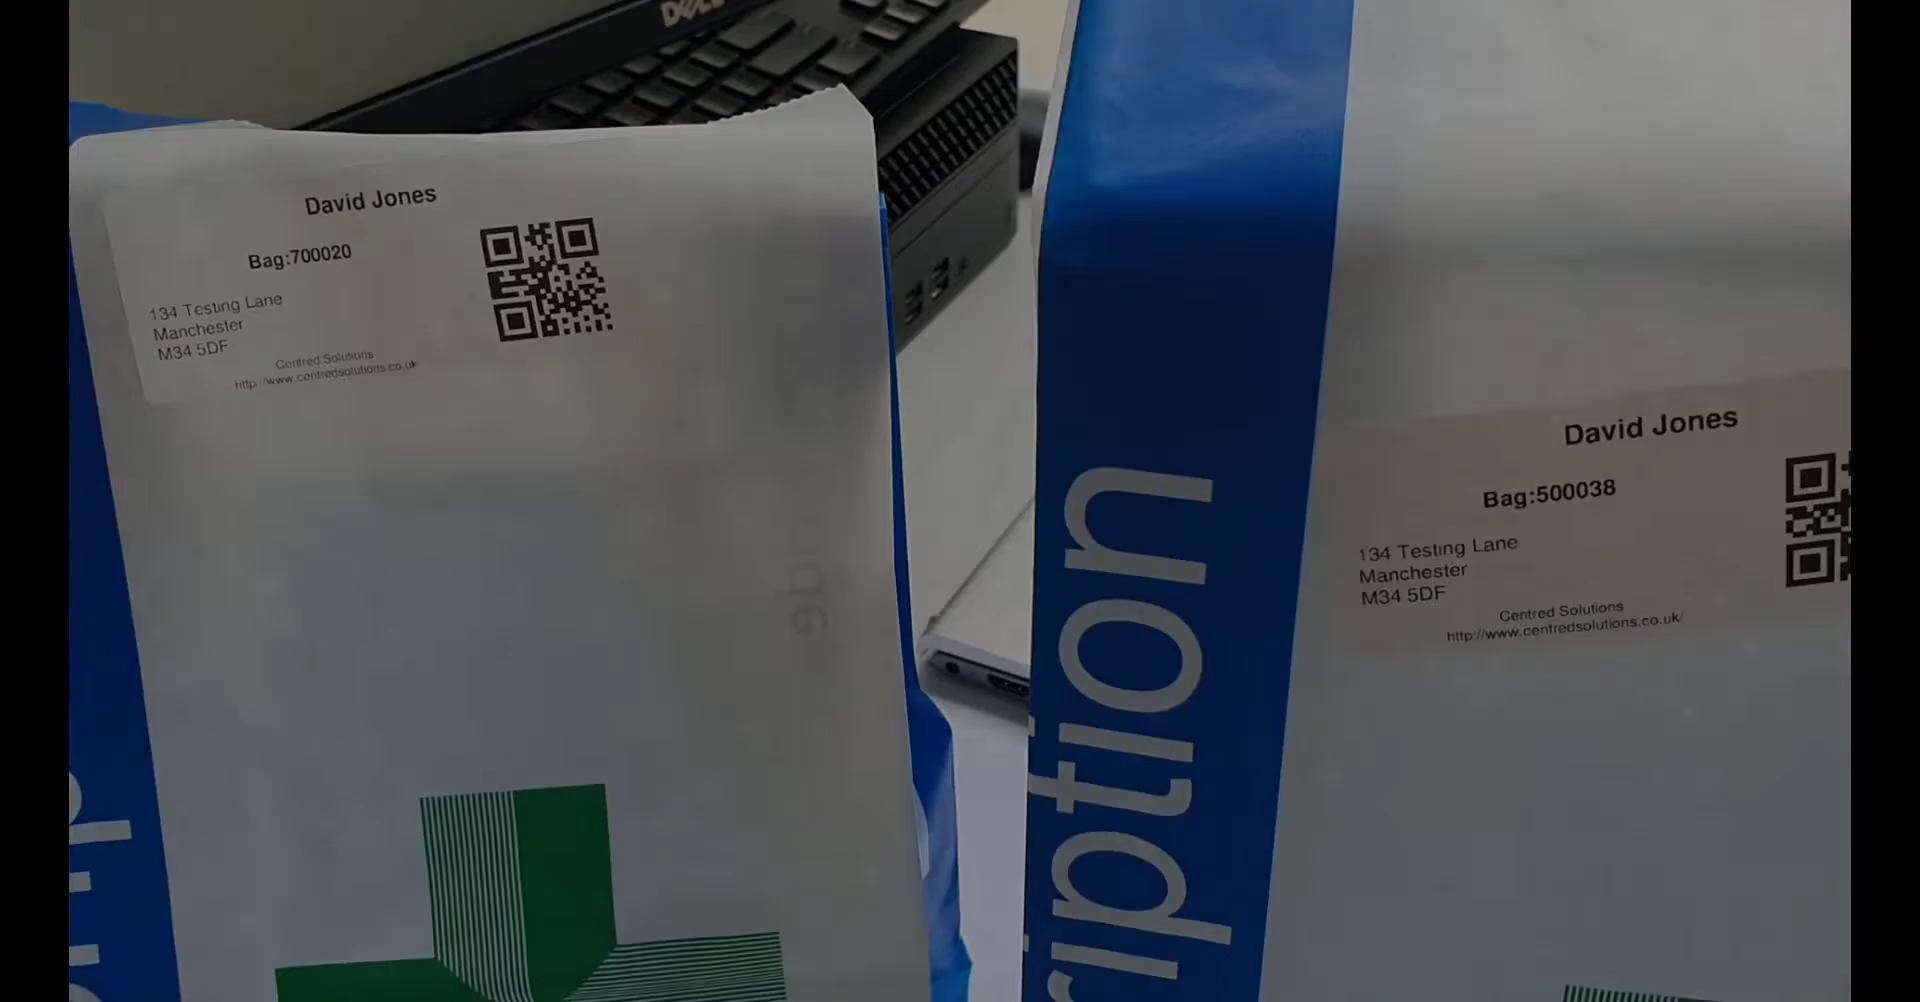 DELL
David Jones
Bag:700020
134 Testing Lane
Manchester
M34 5DF
Centred Solutions
http://www.centredsolutions.co.uk
ription
David Jones
Bag:500038
134 Testing Lane
Manchester
M34 5DF
Centred Solutions
http://www.centredsolutions.co.uk/